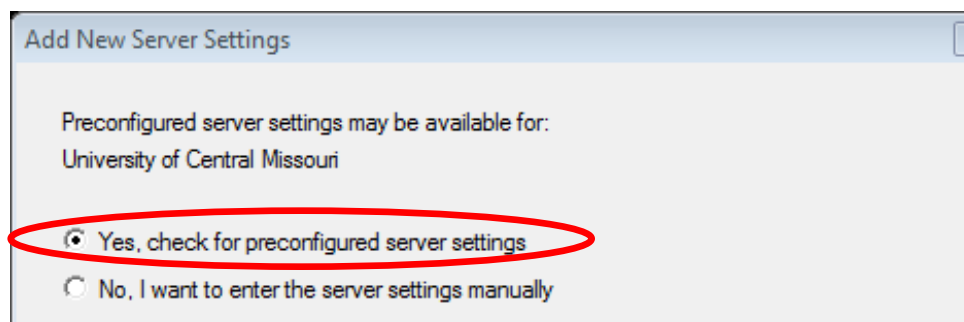 Add New Server Settings
Preconfigured server settings may be available for:
University of Central Missouri
Yes, check for preconfigured server settings
No, I want to enter the server settings manually